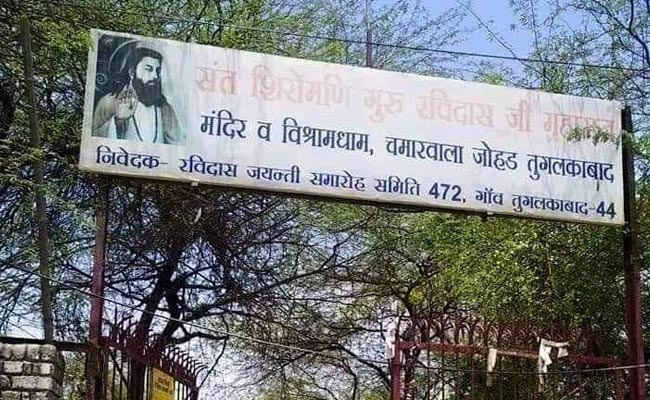 संत शिरोमणि गुरु रविदास जी महाराज
मंदिर व विश्रामधाम, चमारवाला जोहड तुगलकाबाद
निवेदक- रविदास जयन्ती समारोह समिति 472, गाँव तुगलकाबाद-44